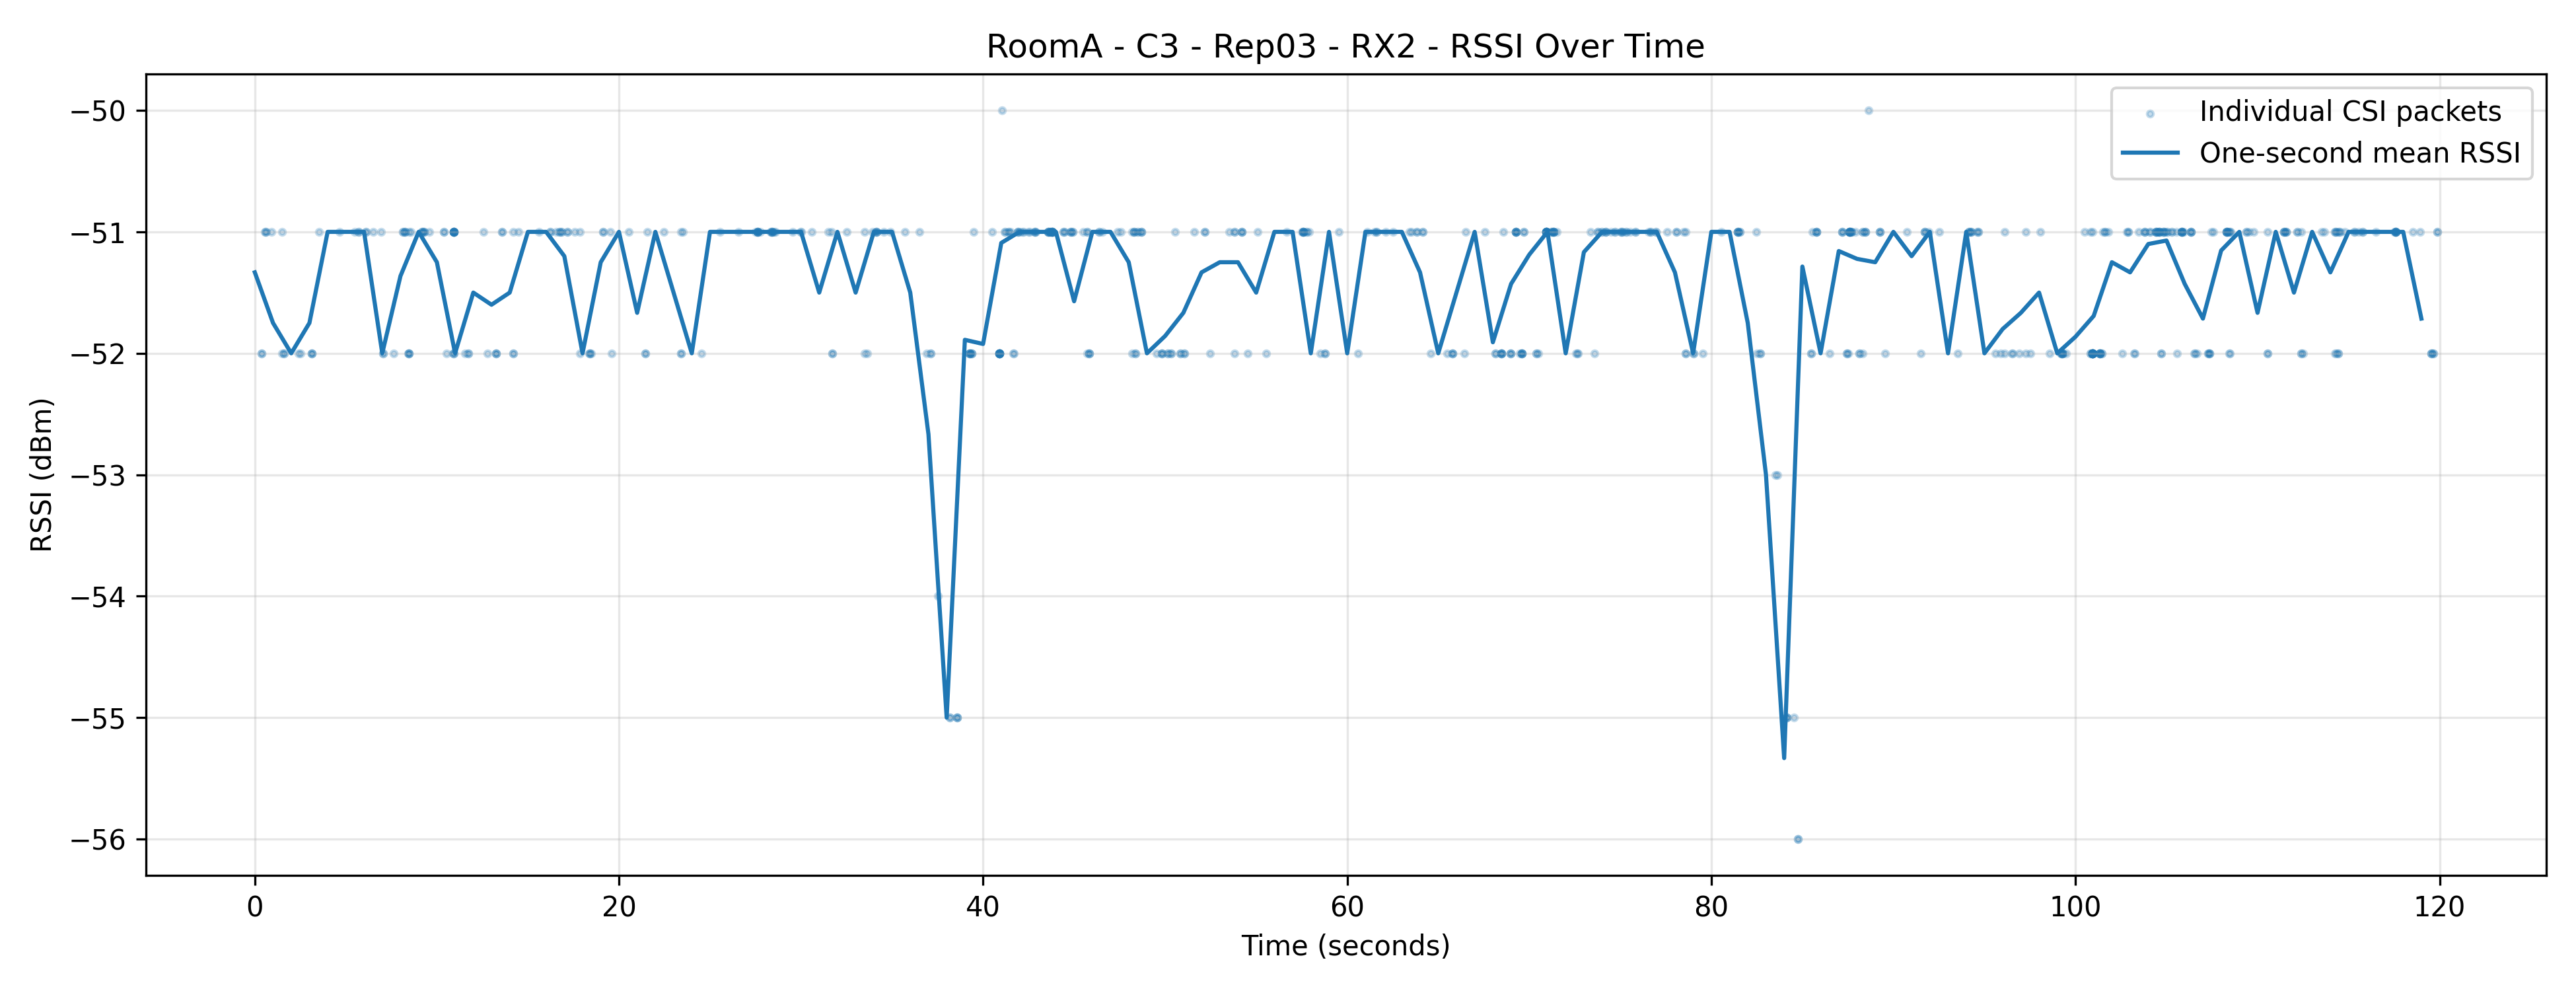 RoomA - C3 - Rep03 - RX2 - RSSI Over Time
Individual CSI packets
One-second mean RSSI
RSSI (dBm)
−50
−51
−52
−53
−54
−55
−56
0 20 40 60 80 100 120
Time (seconds)